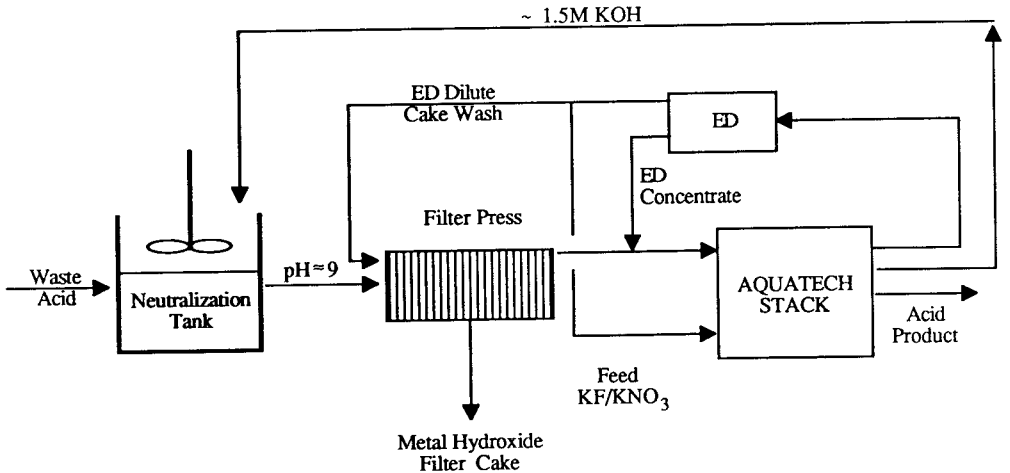 ~ 1.5M KOH
ED Dilute
Cake Wash
ED
ED
Concentrate
Filter Press
Waste
Acid
pH≈9
Neutralization
Tank
AQUATECH
STACK
Acid
Product
Feed
KF/KNO3
Metal Hydroxide
Filter Cake